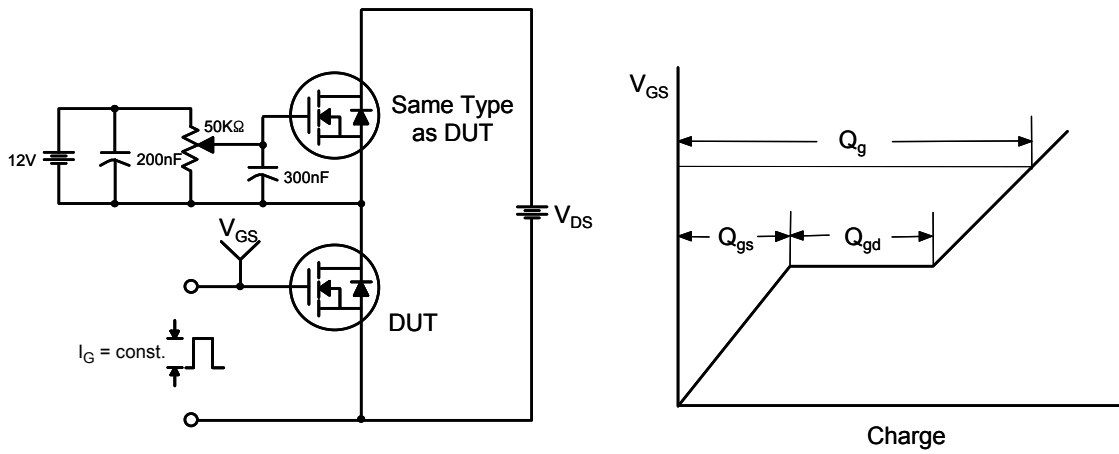 12V
200nF
50KΩ
300nF
Same Type
as DUT
V_DS
V_GS
DUT
I_G = const.
V_GS
Q_g
Q_gs
Q_gd
Charge